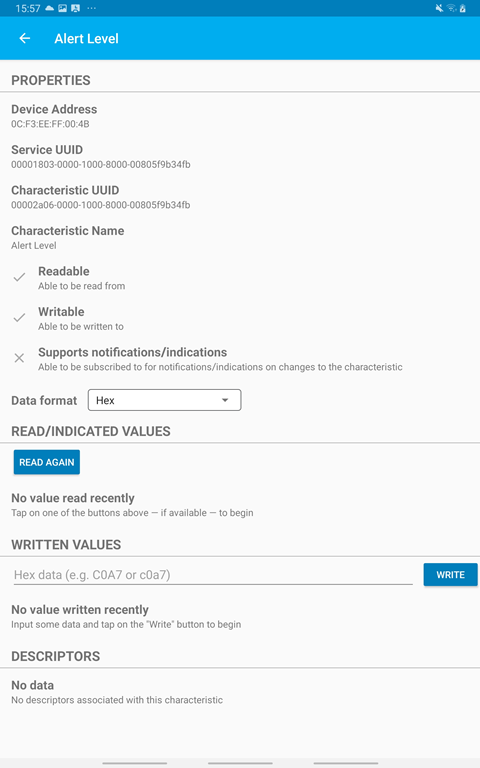 15:57
Alert Level
PROPERTIES
Device Address
0C:F3:EE:FF:00:4B
Service UUID
00001803-0000-1000-8000-00805f9b34fb
Characteristic UUID
00002a06-0000-1000-8000-00805f9b34fb
Characteristic Name
Alert Level
Readable
Able to be read from
Writable
Able to be written to
Supports notifications/indications
Able to be subscribed to for notifications/indications on changes to the characteristic
Data format Hex
READ/INDICATED VALUES
READ AGAIN
No value read recently
Tap on one of the buttons above — if available — to begin
WRITTEN VALUES
Hex data (e.g. C0A7 or c0a7) WRITE
No value written recently
Input some data and tap on the "Write" button to begin
DESCRIPTORS
No data
No descriptors associated with this characteristic